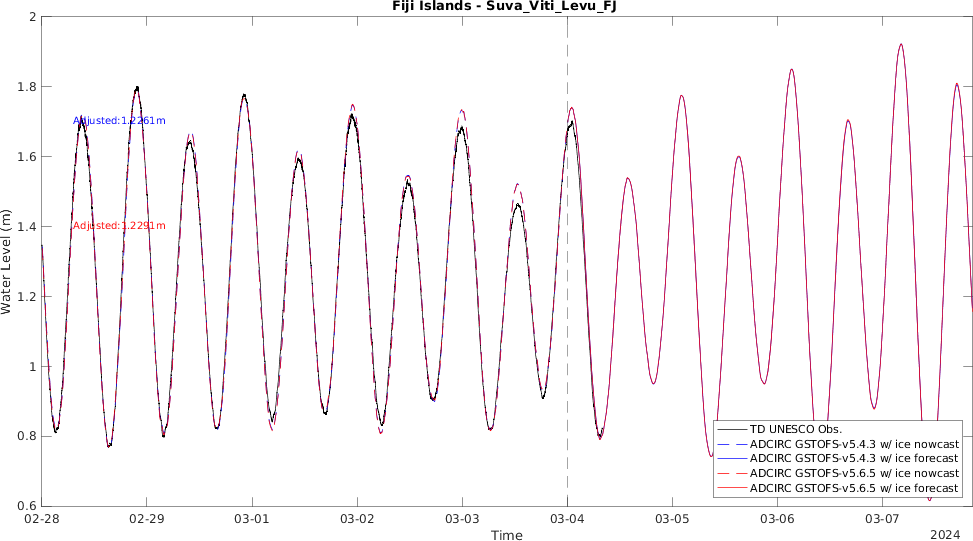 Fiji Islands - Suva_Viti_Levu_FJ
2
1.8
1.6
1.4
1.2
1
0.8
0.6
Water Level (m)
Adjusted:1.2261m
Adjusted:1.2291m
TD UNESCO Obs.
ADCIRC GSTOFS-v5.4.3 w/ ice nowcast
ADCIRC GSTOFS-v5.4.3 w/ ice forecast
ADCIRC GSTOFS-v5.6.5 w/ ice nowcast
ADCIRC GSTOFS-v5.6.5 w/ ice forecast
02-28 02-29 03-01 03-02 03-03 03-04 03-05 03-06 03-07
Time
2024